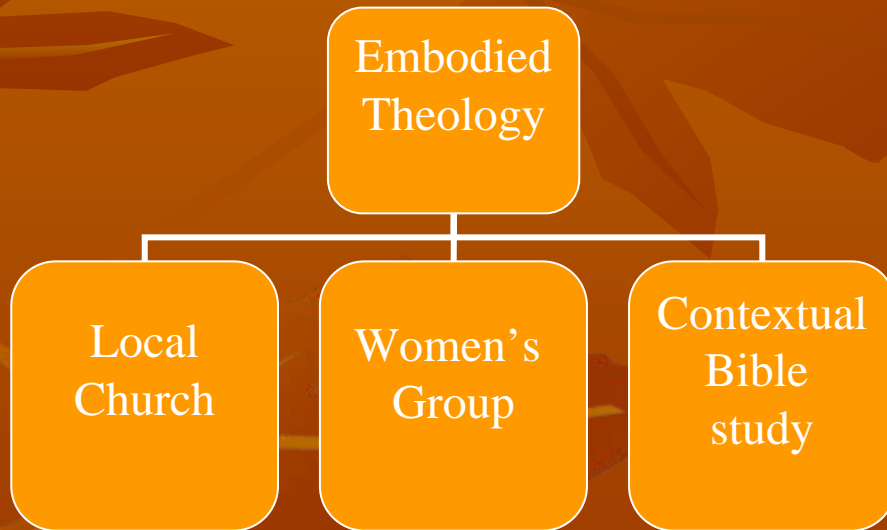 Embodied
Theology
Local
Church
Women’s
Group
Contextual
Bible
study